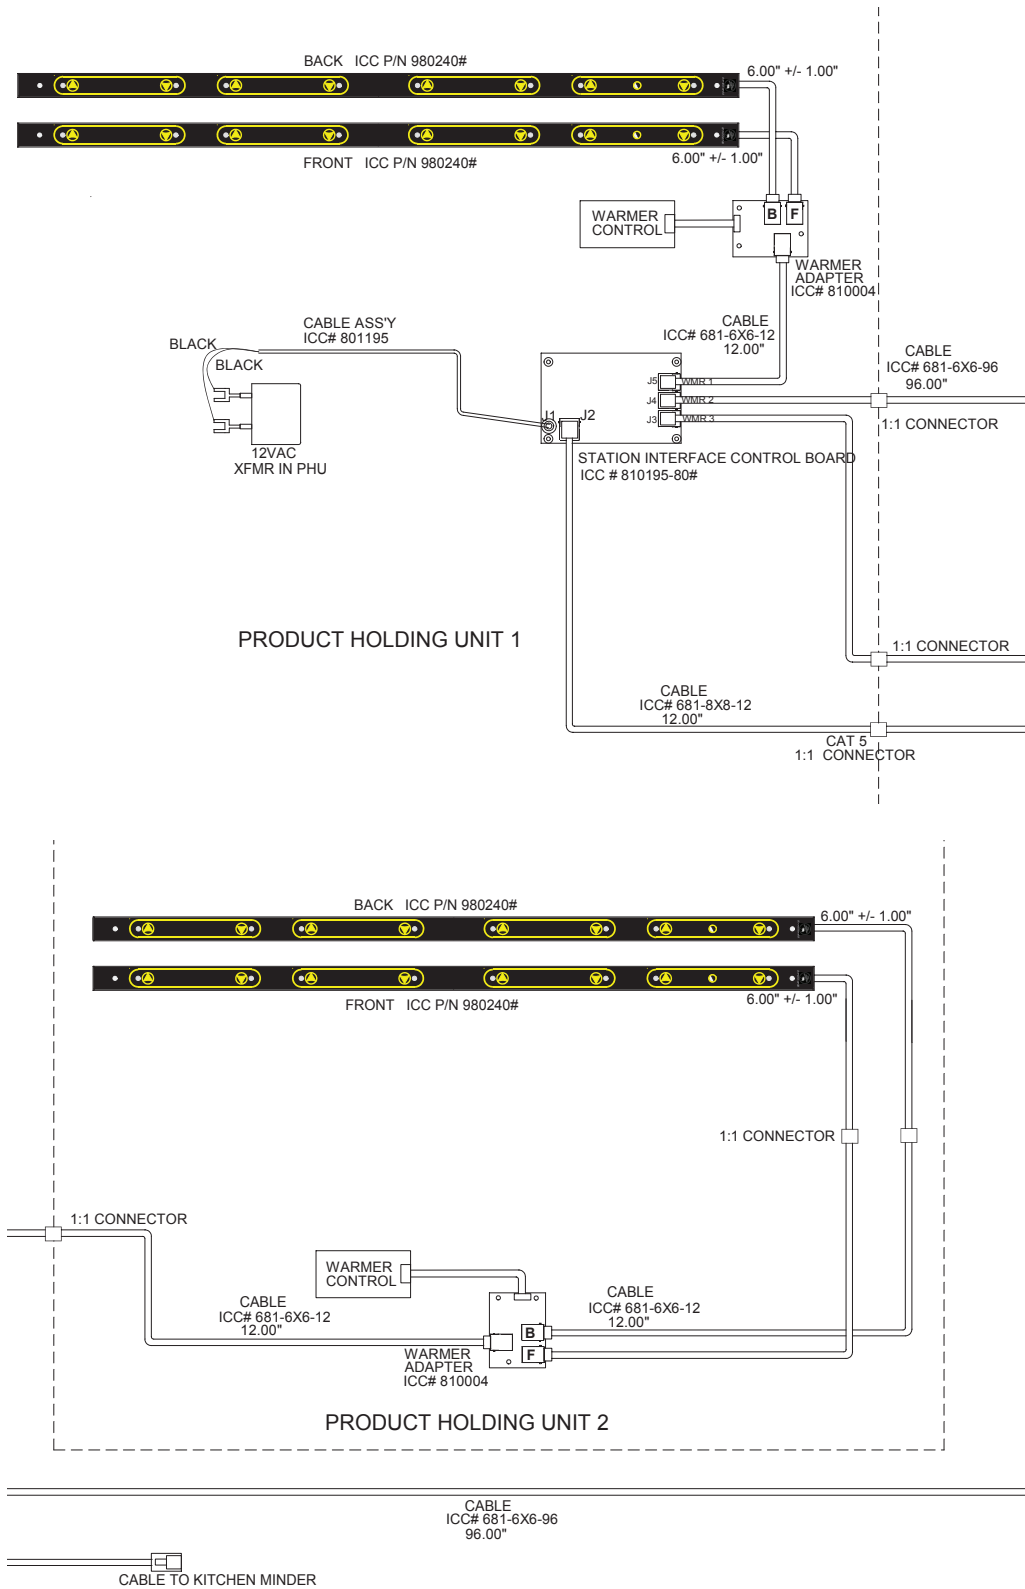 BACK ICC P/N 980240#
6.00" +/- 1.00"
FRONT ICC P/N 980240#
6.00" +/- 1.00"
WARMER
CONTROL
B F
WARMER
ADAPTER
ICC# 810004
CABLE ASS'Y
ICC# 801195
BLACK
BLACK
12VAC
XFMR IN PHU
CABLE
ICC# 681-6X6-12
12.00"
CABLE
ICC# 681-6X6-96
96.00"
J5 WMR 1
J4 WMR 2
J3 WMR 3
J1 J2
1:1 CONNECTOR
STATION INTERFACE CONTROL BOARD
ICC # 810195-80#
PRODUCT HOLDING UNIT 1
1:1 CONNECTOR
CABLE
ICC# 681-8X8-12
12.00"
CAT 5
1:1 CONNECTOR
BACK ICC P/N 980240#
6.00" +/- 1.00"
FRONT ICC P/N 980240#
6.00" +/- 1.00"
1:1 CONNECTOR
1:1 CONNECTOR
WARMER
CONTROL
CABLE
ICC# 681-6X6-12
12.00"
CABLE
ICC# 681-6X6-12
12.00"
B
F
WARMER
ADAPTER
ICC# 810004
PRODUCT HOLDING UNIT 2
CABLE
ICC# 681-6X6-96
96.00"
CABLE TO KITCHEN MINDER